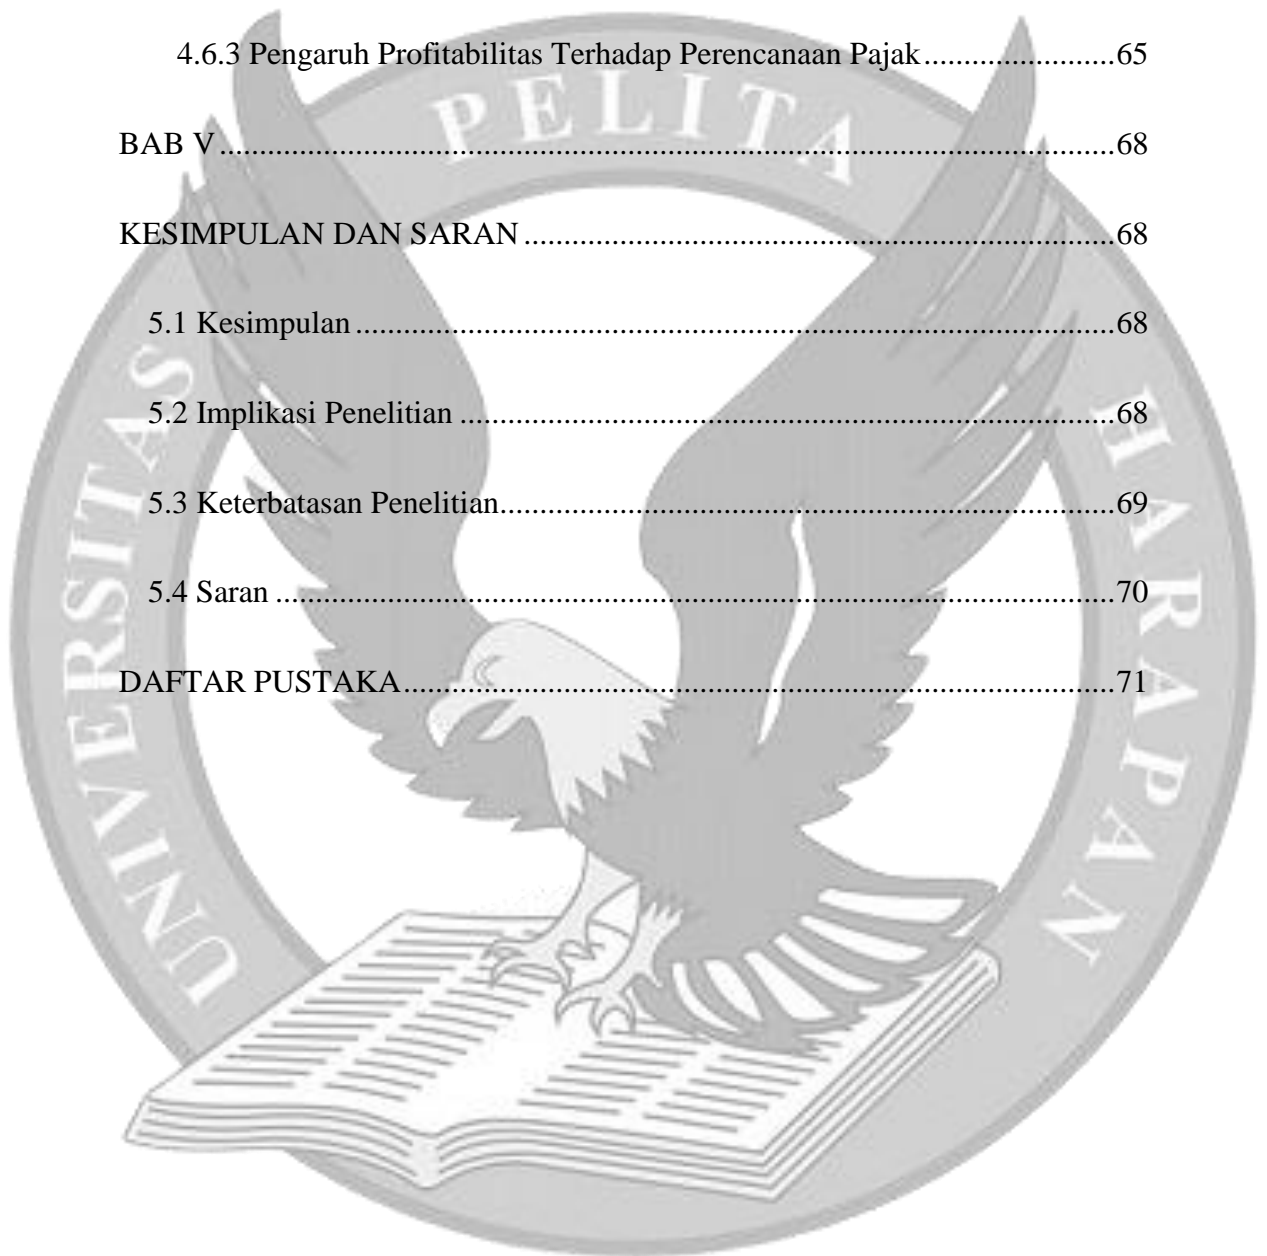 4.6.3 Pengaruh Profitabilitas Terhadap Perencanaan Pajak........................65
BAB V.................................................................................................................68
KESIMPULAN DAN SARAN..........................................................................68
5.1 Kesimpulan................................................................................................68
5.2 Implikasi Penelitian...................................................................................68
5.3 Keterbatasan Penelitian..............................................................................69
5.4 Saran..........................................................................................................70
DAFTAR PUSTAKA.........................................................................................71
UNIVERSITAS PELITA HARAPAN